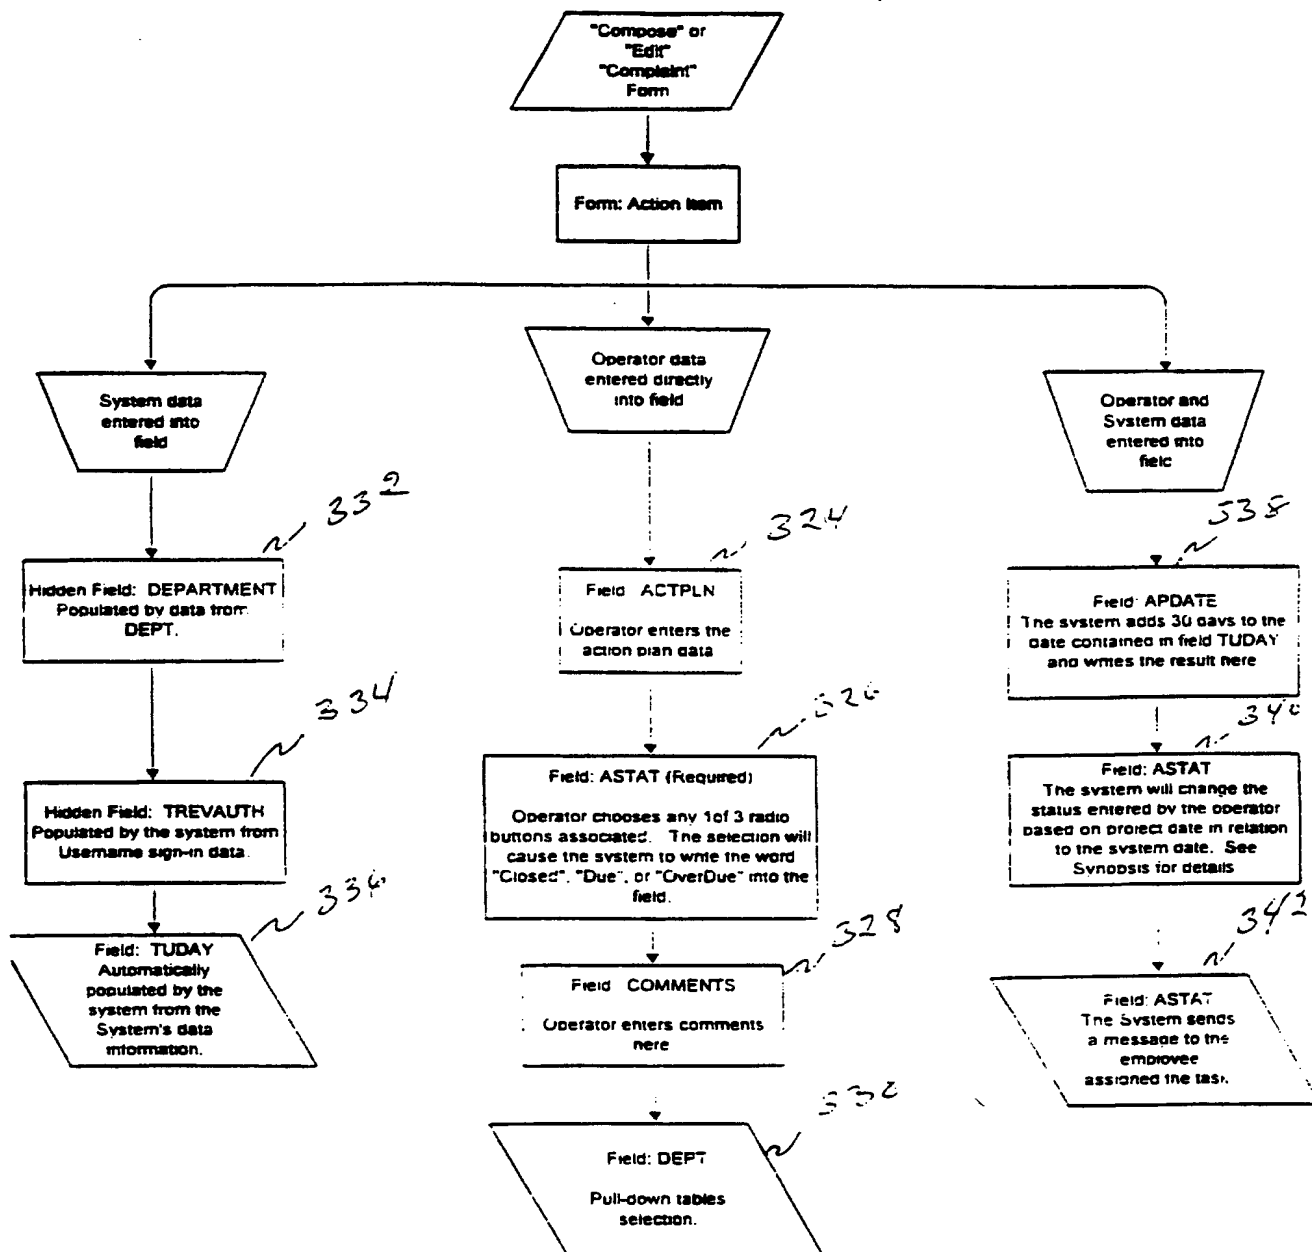 "Compose" or
"Edit"
"Complaint"
Form
Form: Action Item
System data
entered into
field
Operator data
entered directly
into field
Operator and
System data
entered into
field
332
Hidden Field: DEPARTMENT
Populated by data from
DEPT.
334
Hidden Field: TREVAUTH
Populated by the system from
Username sign-in data.
336
Field: TUDAY
Automatically
populated by the
system from the
System's data
information.
324
Field ACTPLN
Operator enters the
action plan data
326
Field: ASTAT (Required)
Operator chooses any 1of 3 radio
buttons associated. The selection will
cause the system to write the word
"Closed", "Due", or "OverDue" into the
field.
328
Field COMMENTS
Operator enters comments
here
330
Field: DEPT
Pull-down tables
selection.
338
Field: APDATE
The system adds 30 days to the
date contained in field TUDAY
and writes the result here
340
Field: ASTAT
The system will change the
status entered by the operator
based on project date in relation
to the system date. See
Synopsis for details
342
Field: ASTAT
The System sends
a message to the
employee
assigned the task.